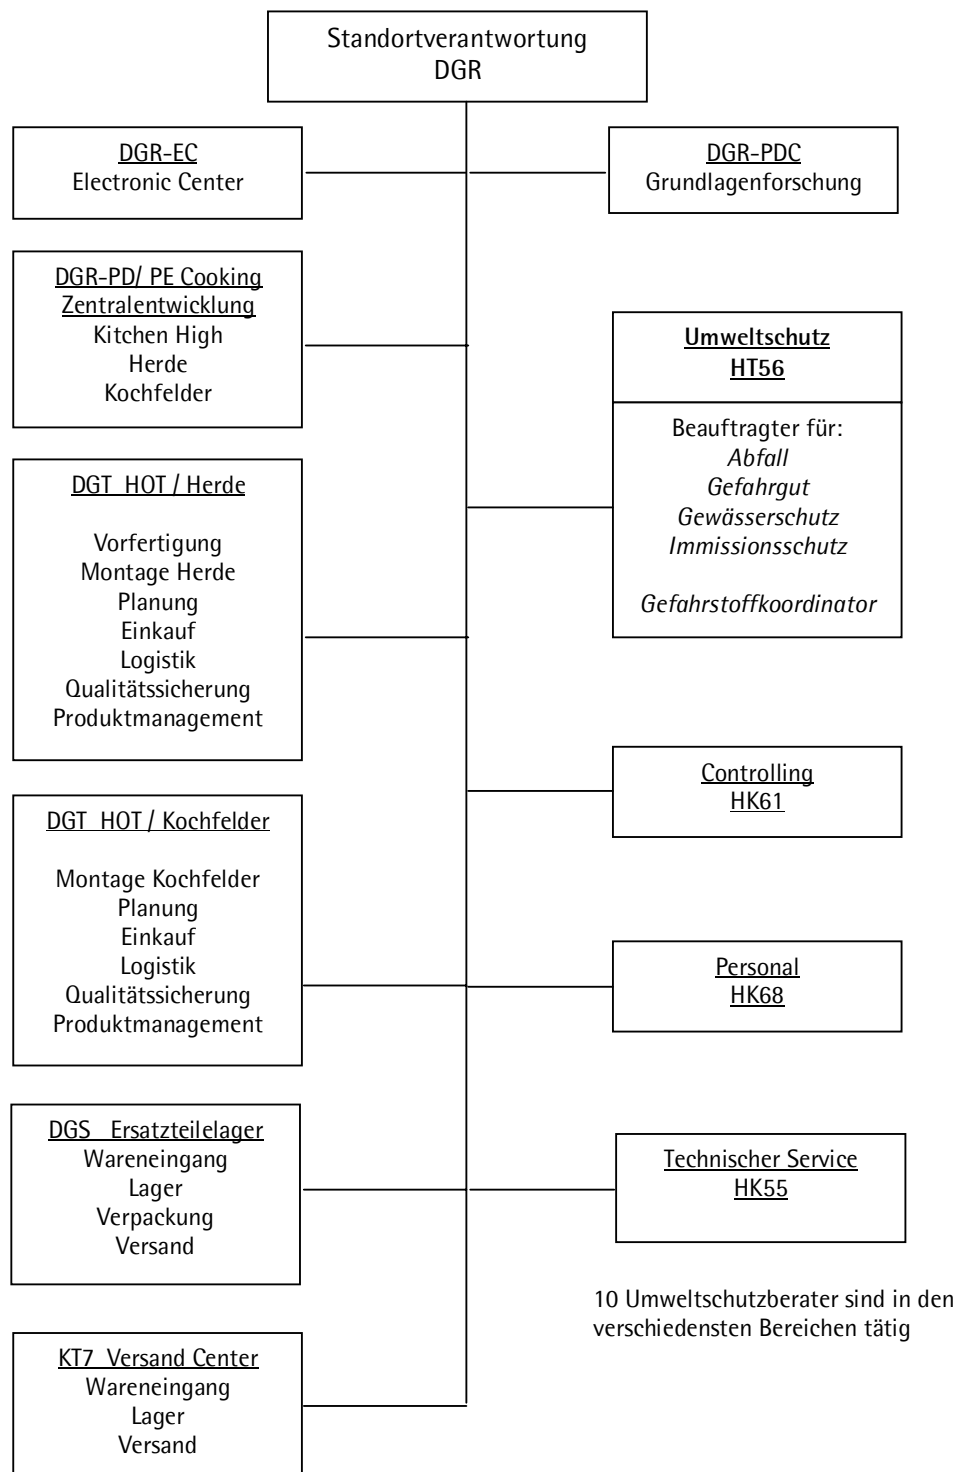 Standortverantwortung
DGR
DGR-EC
Electronic Center
DGR-PDC
Grundlagenforschung
DGR-PD/ PE Cooking
Zentralentwicklung
Kitchen High
Herde
Kochfelder
Umweltschutz
HT56
Beauftragter für:
Abfall
Gefahrgut
Gewässerschutz
Immissionsschutz
Gefahrstoffkoordinator
DGT HOT / Herde
Vorfertigung
Montage Herde
Planung
Einkauf
Logistik
Qualitätssicherung
Produktmanagement
Controlling
HK61
DGT HOT / Kochfelder
Montage Kochfelder
Planung
Einkauf
Logistik
Qualitätssicherung
Produktmanagement
Personal
HK68
DGS Ersatzteilelager
Wareneingang
Lager
Verpackung
Versand
Technischer Service
HK55
10 Umweltschutzberater sind in den
verschiedensten Bereichen tätig
KT7 Versand Center
Wareneingang
Lager
Versand